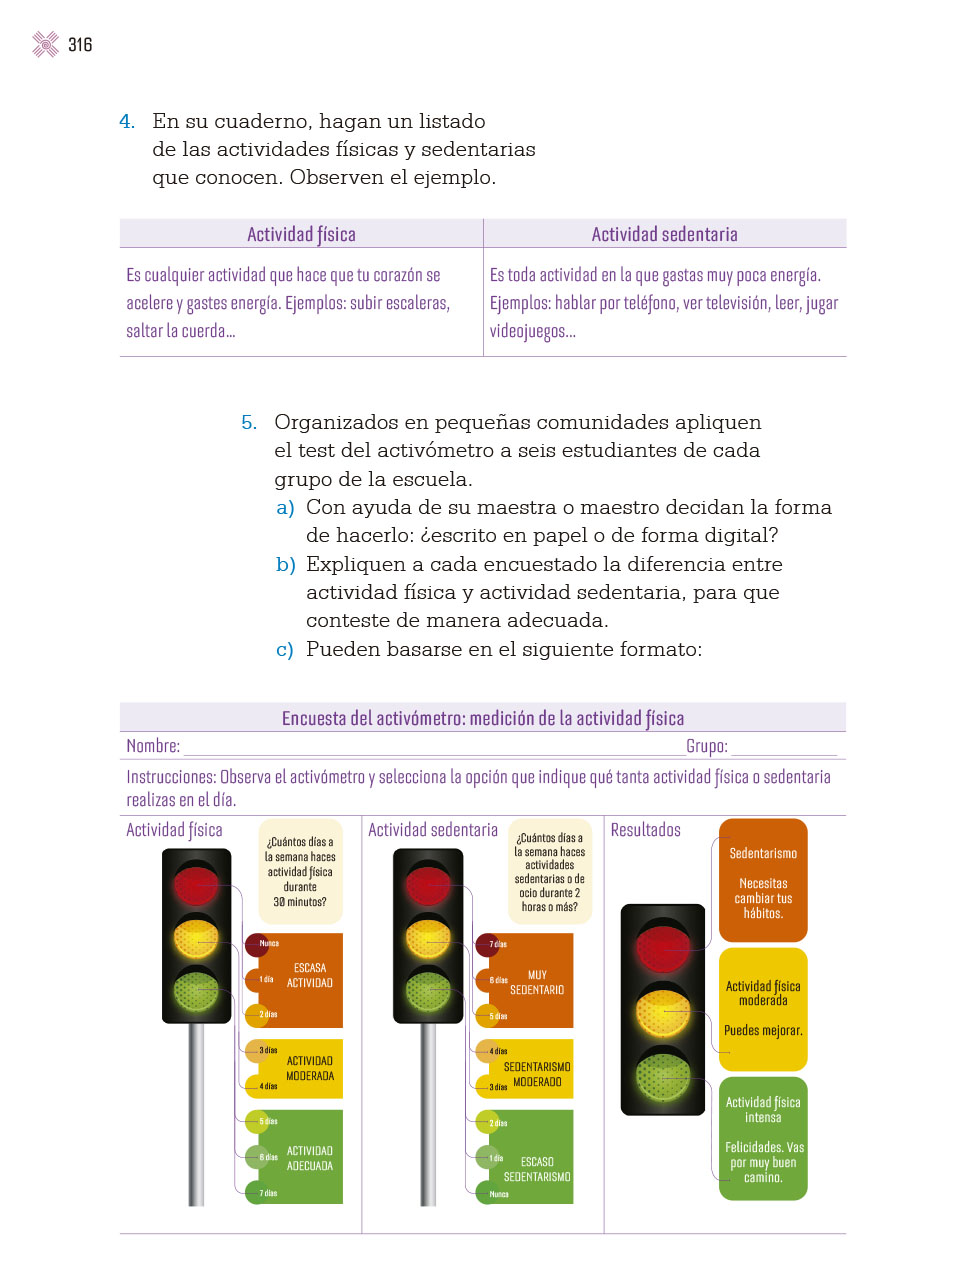 316
4. En su cuaderno, hagan un listado
de las actividades físicas y sedentarias
que conocen. Observen el ejemplo.
Actividad física
Actividad sedentaria
Es cualquier actividad que hace que tu corazón se
acelere y gastes energía. Ejemplos: subir escaleras,
saltar la cuerda...
Es toda actividad en la que gastas muy poca energía.
Ejemplos: hablar por teléfono, ver televisión, leer, jugar
videojuegos...
5. Organizados en pequeñas comunidades apliquen
el test del activómetro a seis estudiantes de cada
grupo de la escuela.
a) Con ayuda de su maestra o maestro decidan la forma
de hacerlo: ¿escrito en papel o de forma digital?
b) Expliquen a cada encuestado la diferencia entre
actividad física y actividad sedentaria, para que
conteste de manera adecuada.
c) Pueden basarse en el siguiente formato:
Encuesta del activómetro: medición de la actividad física
Nombre: Grupo:
Instrucciones: Observa el activómetro y selecciona la opción que indique qué tanta actividad física o sedentaria
realizas en el día.
Actividad física
¿Cuántos días a
la semana haces
actividad física
durante
30 minutos?
Nunca
1 día
2 días
ESCASA
ACTIVIDAD
3 días
4 días
ACTIVIDAD
MODERADA
5 días
6 días
7 días
ACTIVIDAD
ADECUADA
Actividad sedentaria
¿Cuántos días a
la semana haces
actividades
sedentarias o de
ocio durante 2
horas o más?
7 días
6 días
5 días
MUY
SEDENTARIO
4 días
3 días
SEDENTARISMO
MODERADO
2 días
1 día
Nunca
ESCASO
SEDENTARISMO
Resultados
Sedentarismo
Necesitas
cambiar tus
hábitos.
Actividad física
moderada
Puedes mejorar.
Actividad física
intensa
Felicidades. Vas
por muy buen
camino.